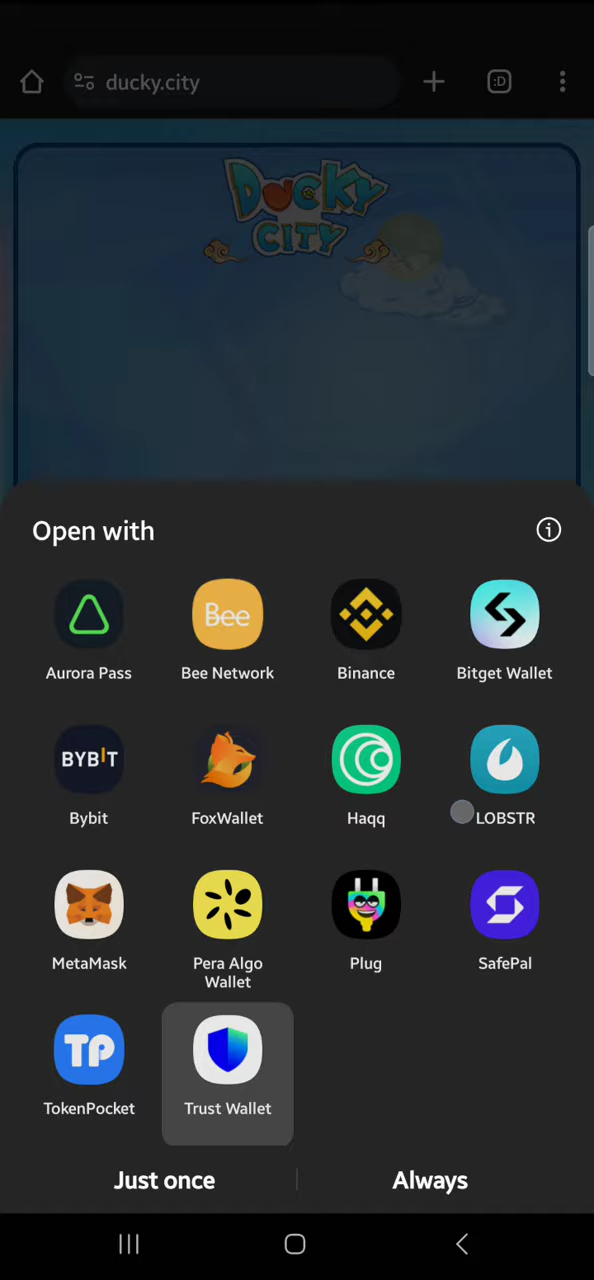 ducky.city
:D
DUCKY
CITY
Open with
Aurora Pass
Bee Network
Binance
Bitget Wallet
Bee
BYBIT
Bybit
FoxWallet
Haqq
LOBSTR
MetaMask
Pera Algo
Wallet
Plug
SafePal
TP
TokenPocket
Trust Wallet
Just once
Always